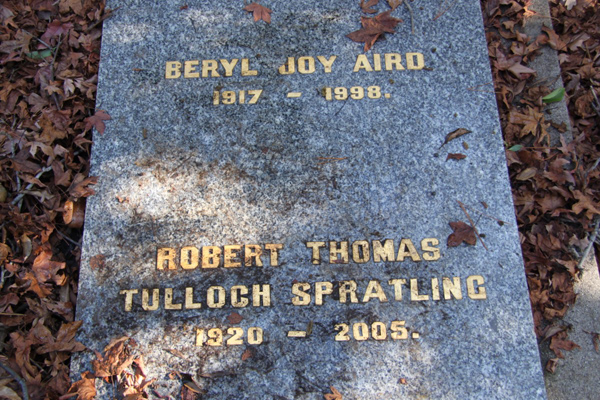 BERYL JOY AIRD
1917 – 1998.
ROBERT THOMAS
TULLOCH SPRATLING
1920 – 2005.